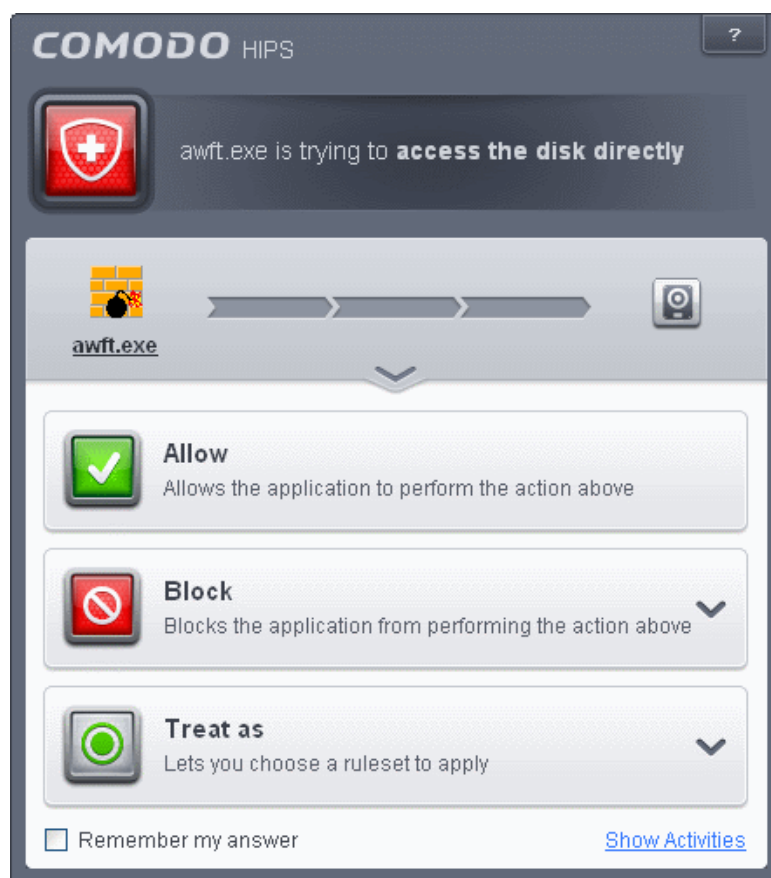 COMODO HIPS
?
awft.exe is trying to access the disk directly
awft.exe
Allow
Allows the application to perform the action above
Block
Blocks the application from performing the action above
Treat as
Lets you choose a ruleset to apply
Remember my answer
Show Activities